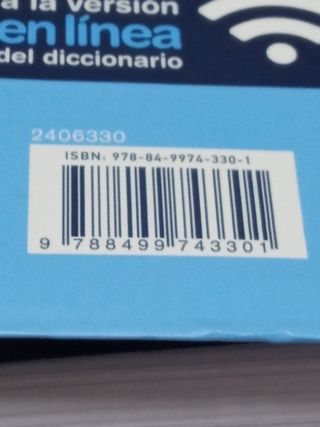 a la versión
en línea
del diccionario
2406330
ISBN: 978-84-9974-330-1
9 788499 743301